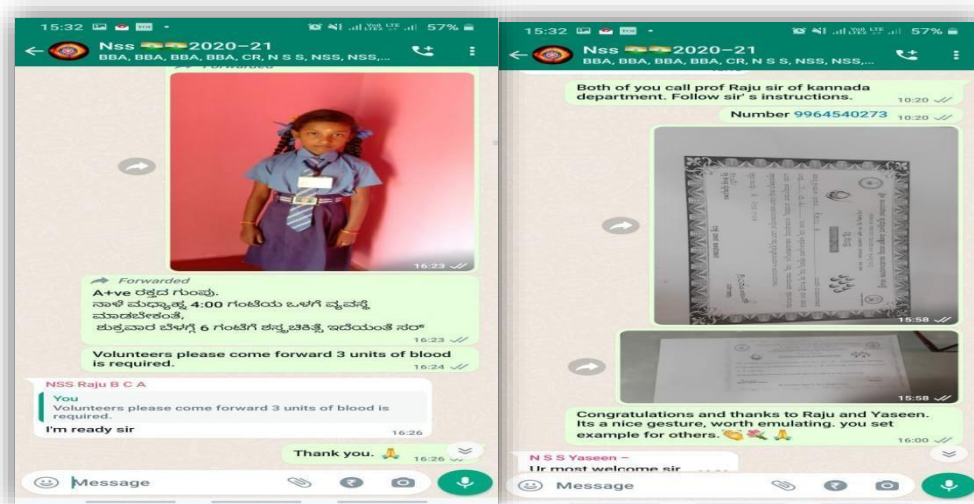 15:32
57%
Nss 2020-21
BBA, BBA, BBA, BBA, CR, N S S, NSS, NSS,...
Forwarded
16:23
Forwarded
A+ve ರಕ್ತದ ಗುಂಪು.
ನಾಳೆ ಮಧ್ಯಾಹ್ನ 4:00 ಗಂಟೆಯ ಒಳಗೆ ವ್ಯವಸ್ಥೆ
ಮಾಡಬೇಕಂತೆ,
ಶುಕ್ರವಾರ ಬೆಳಗ್ಗೆ 6 ಗಂಟೆಗೆ ಶಸ್ತ್ರಚಿಕಿತ್ಸೆ ಇದೆಯಂತೆ ಸರ್
16:23
Volunteers please come forward 3 units of blood
is required.
16:24
NSS Raju B C A
You
Volunteers please come forward 3 units of blood is
required.
I'm ready sir
16:26
Thank you.
16:26
Message
15:32
57%
Nss 2020-21
BBA, BBA, BBA, BBA, CR, N S S, NSS, NSS,...
Both of you call prof Raju sir of kannada
department. Follow sir' s instructions.
10:20
Number 9964540273
10:20
15:58
15:58
Congratulations and thanks to Raju and Yaseen.
Its a nice gesture, worth emulating. you set
example for others.
16:00
N S S Yaseen –
Ur most welcome sir
Message